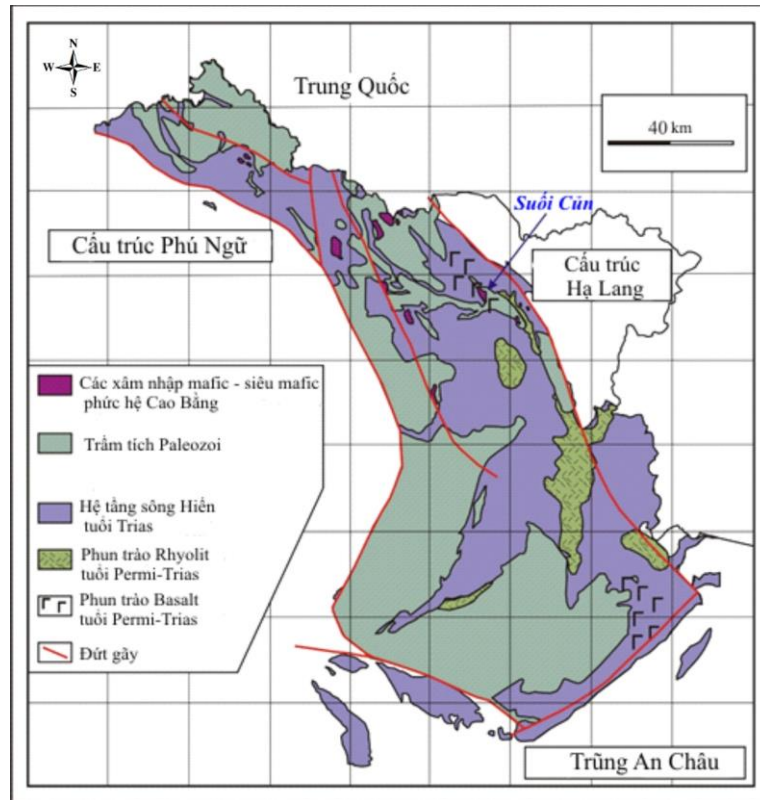 N
W E
S
Trung Quốc
40 km
Suối Củn
Cấu trúc Phú Ngữ
Cấu trúc
Hạ Lang
Các xâm nhập mafic - siêu mafic
phức hệ Cao Bằng
Trầm tích Paleozoi
Hệ tầng sông Hiến
tuổi Trias
Phun trào Rhyolit
tuổi Permi-Trias
Phun trào Basalt
tuổi Permi-Trias
Đứt gãy
Trũng An Châu